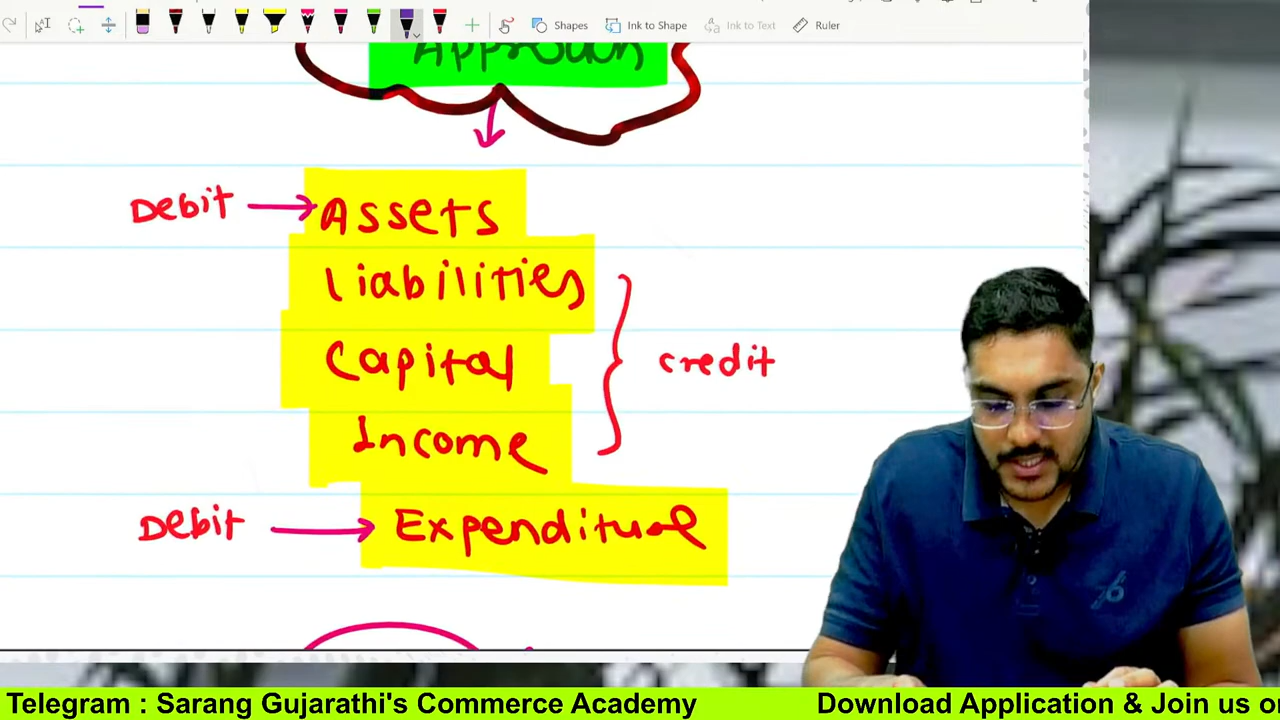 Shapes Ink to Shape Ink to Text Ruler
Approach
Debit → Assets
Liabilities
Capital
credit
Income
Debit → Expenditure
Telegram : Sarang Gujarathi's Commerce Academy Download Application & Join us